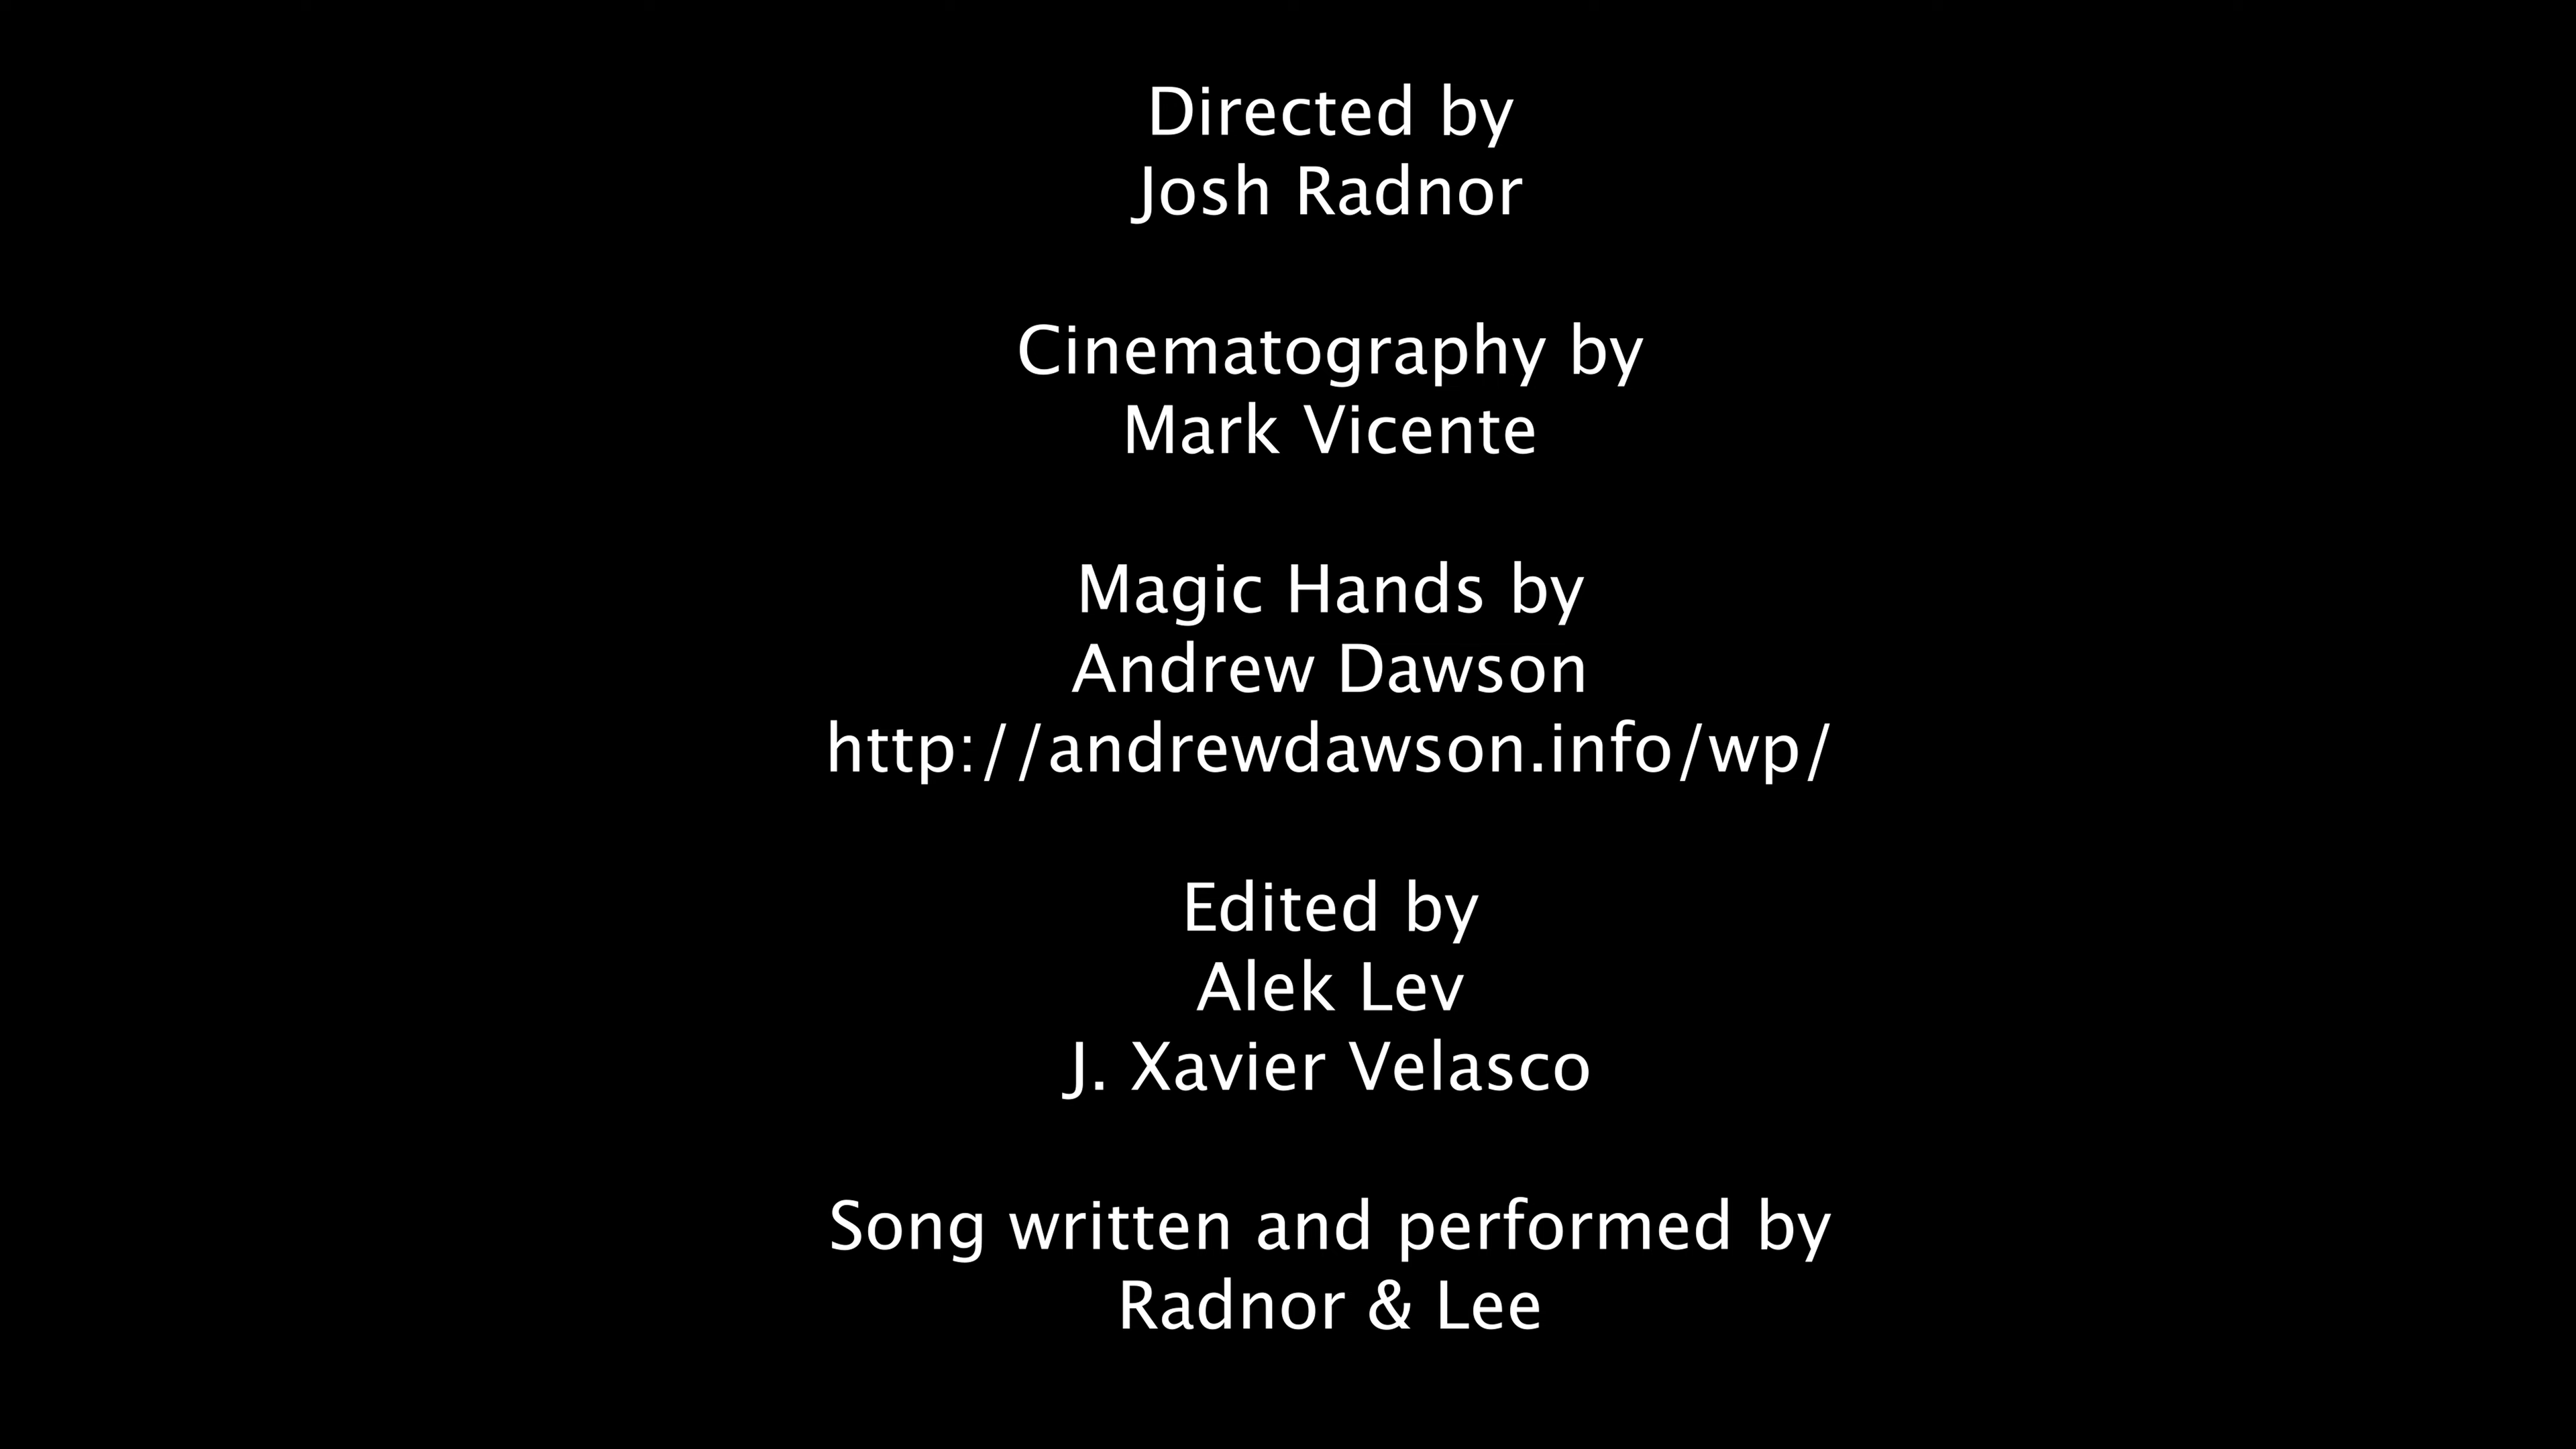 Directed by
Josh Radnor
Cinematography by
Mark Vicente
Magic Hands by
Andrew Dawson
http://andrewdawson.info/wp/
Edited by
Alek Lev
J. Xavier Velasco
Song written and performed by
Radnor & Lee